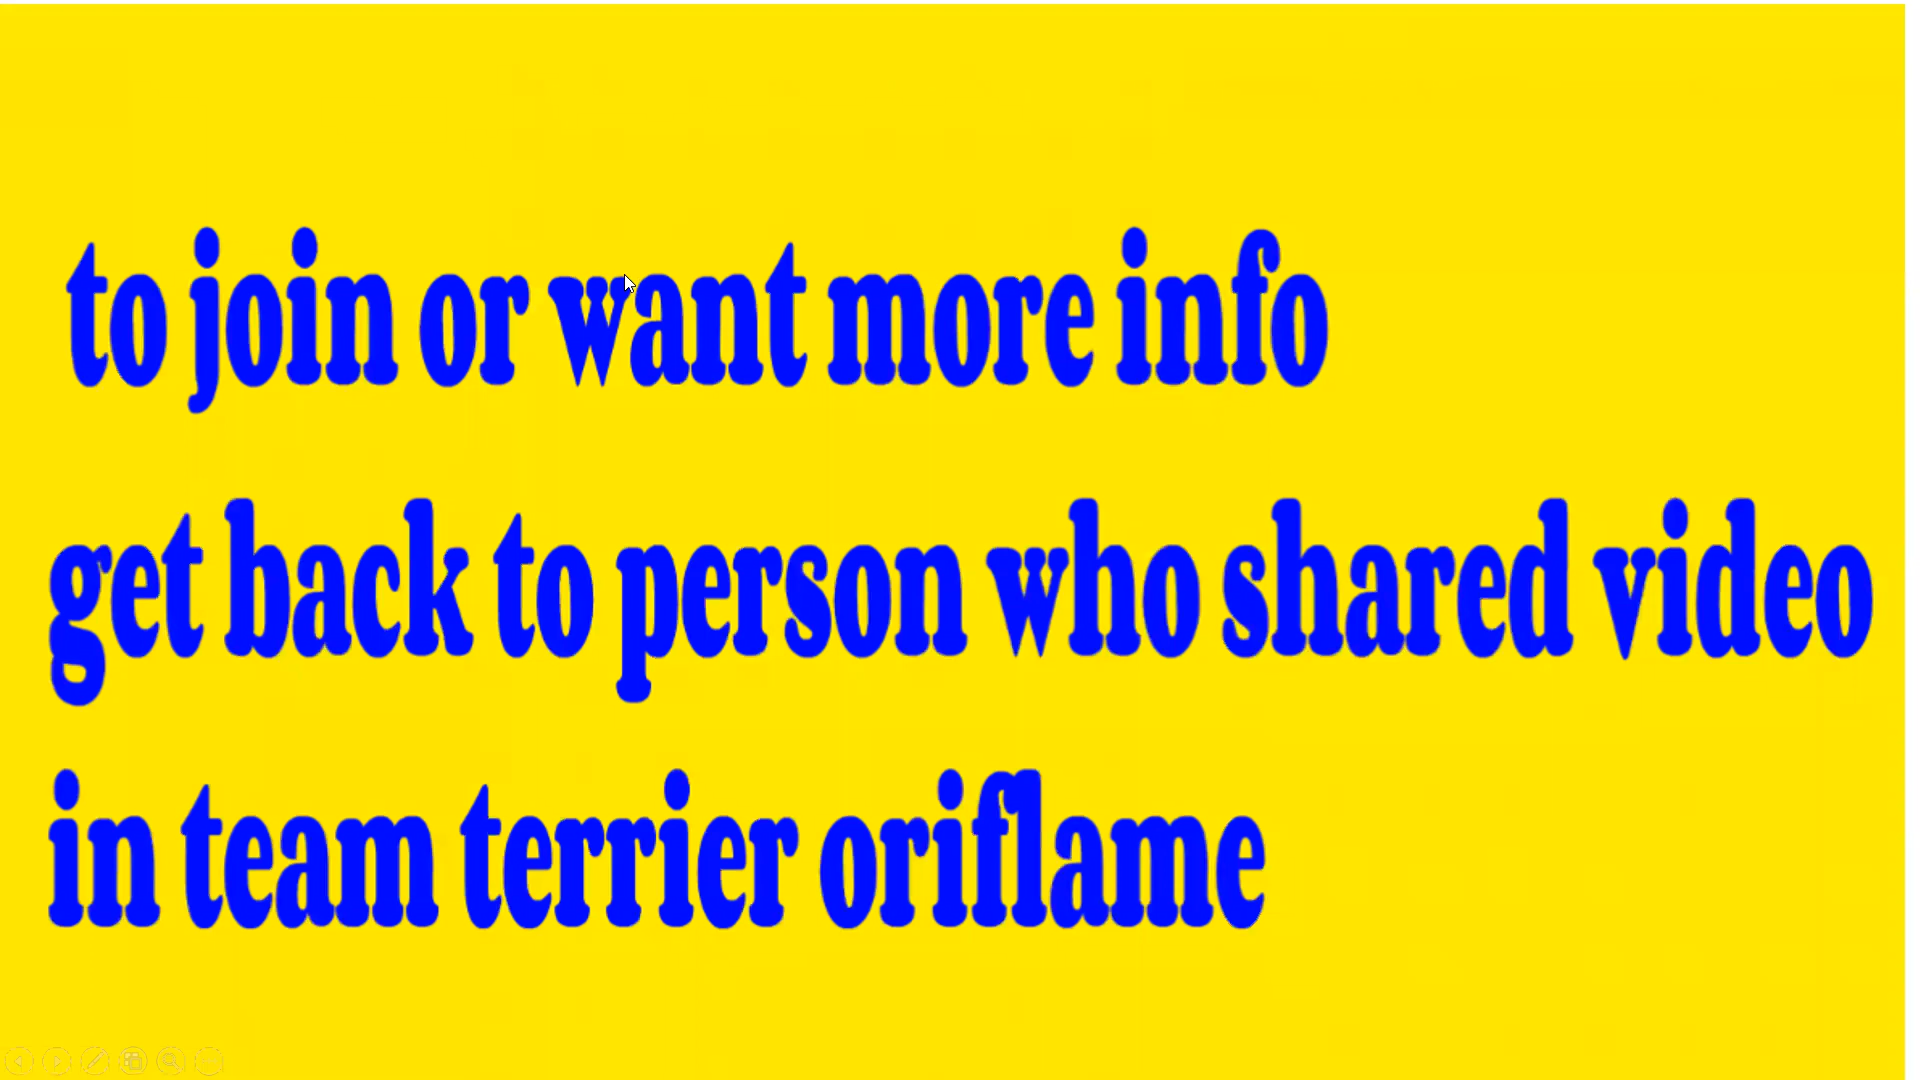 to join or want more info
get back to person who shared video
in team terrier oriflame